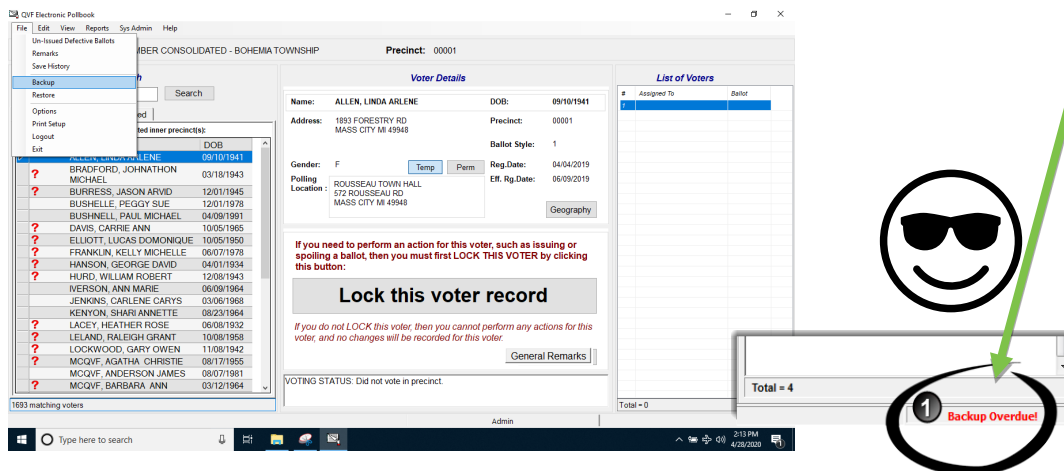 QVF Electronic Pollbook
File Edit View Reports Sys Admin Help
Un-Issued Defective Ballots
Remarks
Save History
Backup
Restore
Options
Print Setup
Logout
Exit
MBER CONSOLIDATED - BOHEMIA TOWNSHIP Precinct: 00001
Search
ted inner precinct(s):
DOB
ALLEN, LINDA ARLENE 09/10/1941
? BRADFORD, JOHNATHON MICHAEL 03/18/1943
? BURRESS, JASON ARVID 12/01/1945
BUSHELLE, PEGGY SUE 12/01/1978
BUSHNELL, PAUL MICHAEL 04/09/1991
? DAVIS, CARRIE ANN 10/05/1965
? ELLIOTT, LUCAS DOMONIQUE 10/05/1950
? FRANKLIN, KELLY MICHELLE 06/07/1978
? HANSON, GEORGE DAVID 04/01/1934
? HURD, WILLIAM ROBERT 12/08/1943
IVERSON, ANN MARIE 06/09/1964
JENKINS, CARLENE CARYS 03/06/1968
KENYON, SHARI ANNETTE 08/23/1964
? LACEY, HEATHER ROSE 06/08/1932
? LELAND, RALEIGH GRANT 10/08/1958
? LOCKWOOD, GARY OWEN 11/08/1942
? MCQVF, AGATHA CHRISTIE 08/17/1955
MCQVF, ANDERSON JAMES 08/07/1981
? MCQVF, BARBARA ANN 03/12/1964
1693 matching voters
Voter Details
Name: ALLEN, LINDA ARLENE DOB: 09/10/1941
Address: 1893 FORESTRY RD Precinct: 00001
MASS CITY MI 49948
Ballot Style: 1
Gender: F Temp Perm Reg.Date: 04/04/2019
Polling Location : ROUSSEAU TOWN HALL Eff. Rg.Date: 06/09/2019
572 ROUSSEAU RD
MASS CITY MI 49948
Geography
If you need to perform an action for this voter, such as issuing or
spoiling a ballot, then you must first LOCK THIS VOTER by clicking
this button:
Lock this voter record
If you do not LOCK this voter, then you cannot perform any actions for this
voter, and no changes will be recorded for this voter.
General Remarks
VOTING STATUS: Did not vote in precinct.
List of Voters
# Assigned To Ballot
1
Total = 0
Admin
Type here to search
2:13 PM
4/28/2020
Total = 4
1 Backup Overdue!